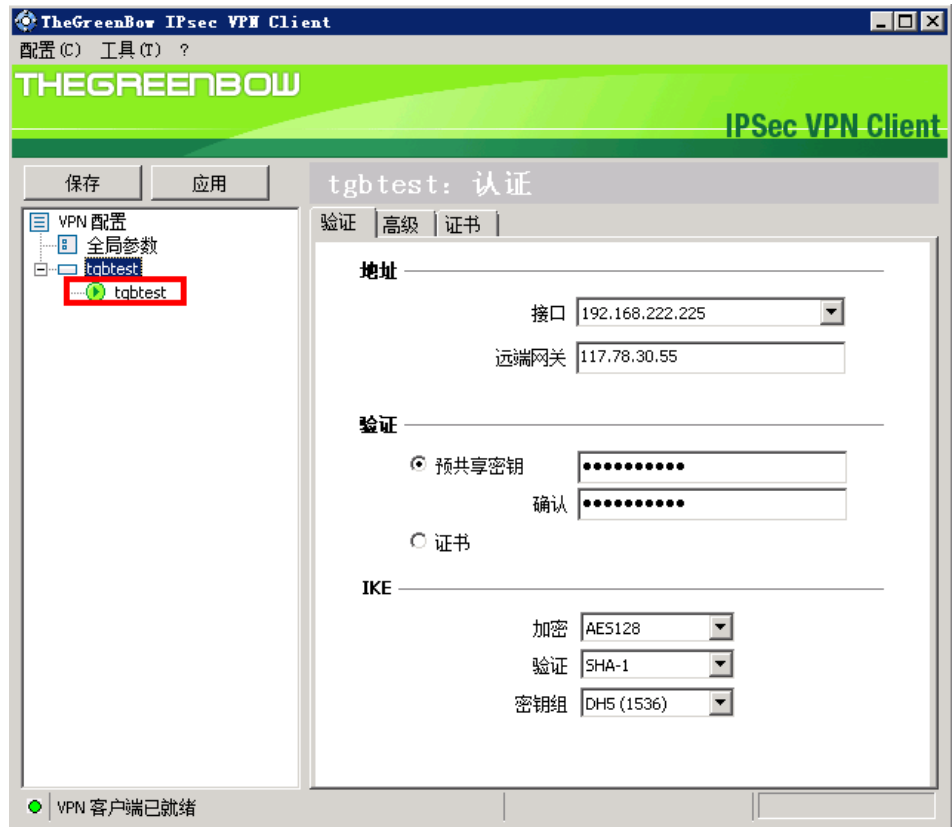 TheGreenBow IPsec VPN Client
配置(C) 工具(T) ?
THEGREENBOW
IPSec VPN Client
保存 应用
tgbtest: 认证
VPN 配置
全局参数
tgbtest
tgbtest
验证 高级 证书
地址
接口 192.168.222.225
远端网关 117.78.30.55
验证
预共享密钥 ●●●●●●●●●●
确认 ●●●●●●●●●●
证书
IKE
加密 AES128
验证 SHA-1
密钥组 DH5 (1536)
VPN 客户端已就绪